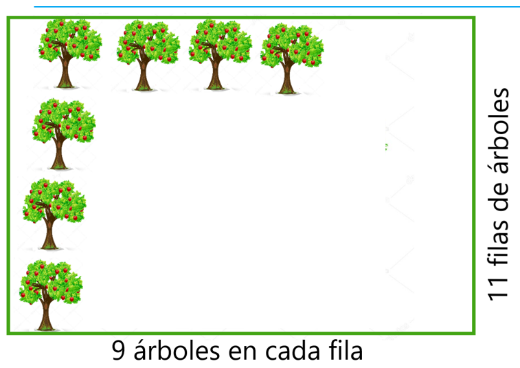 11 filas de árboles
9 árboles en cada fila